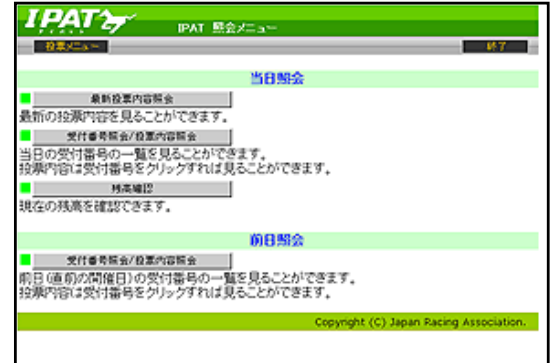 IPAT
IPAT 照会メニュー
投票メニュー 終了
当日照会
最新投票内容照会
最新の投票内容を見ることができます。
受付番号照会/投票内容照会
当日の受付番号の一覧を見ることができます。
投票内容は受付番号をクリックすれば見ることができます。
残高確認
現在の残高を確認できます。
前日照会
受付番号照会/投票内容照会
前日(直前の開催日)の受付番号の一覧を見ることができます。
投票内容は受付番号をクリックすれば見ることができます。
Copyright (C) Japan Racing Association.